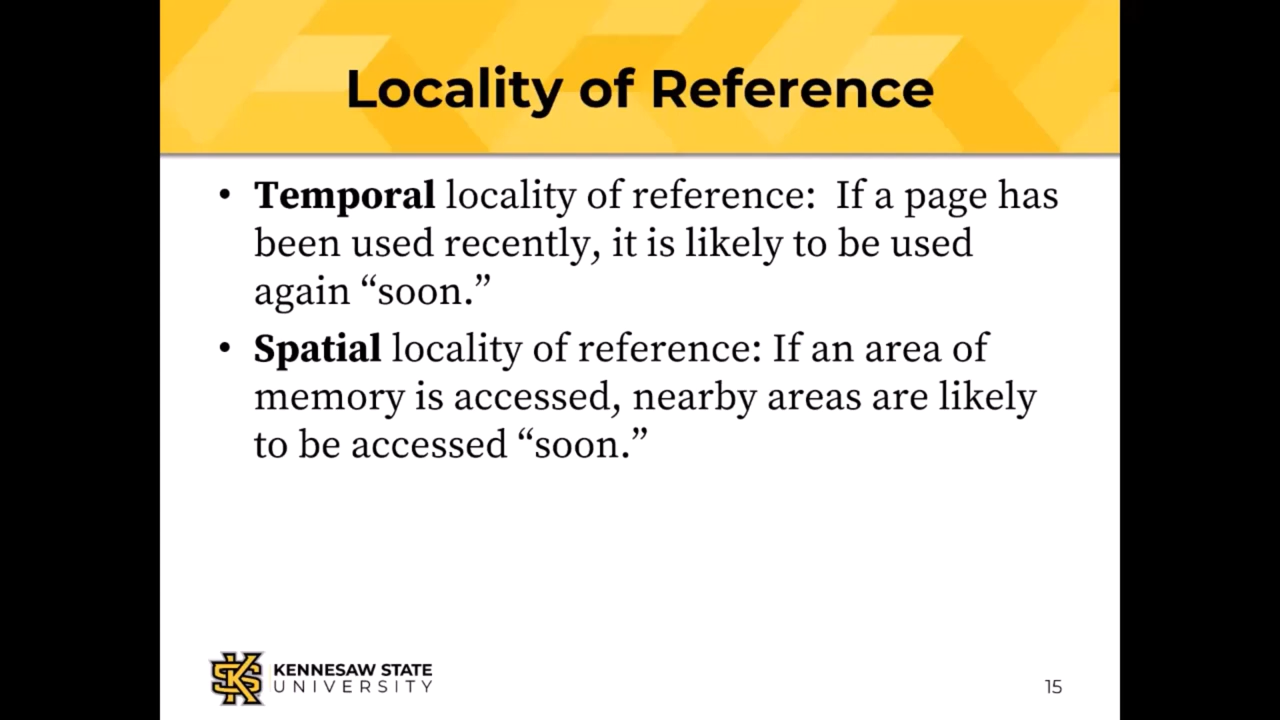 Locality of Reference
• Temporal locality of reference:  If a page has
been used recently, it is likely to be used
again “soon.”
• Spatial locality of reference: If an area of
memory is accessed, nearby areas are likely
to be accessed “soon.”
KENNESAW STATE
UNIVERSITY
15